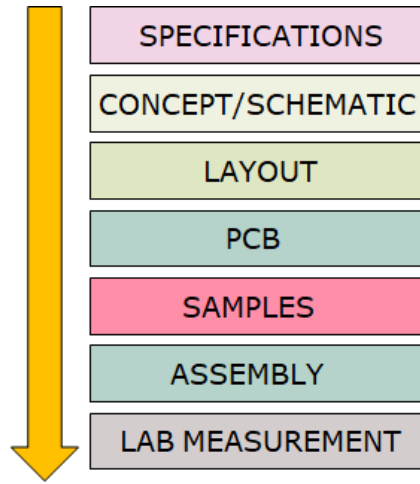 SPECIFICATIONS
CONCEPT/SCHEMATIC
LAYOUT
PCB
SAMPLES
ASSEMBLY
LAB MEASUREMENT